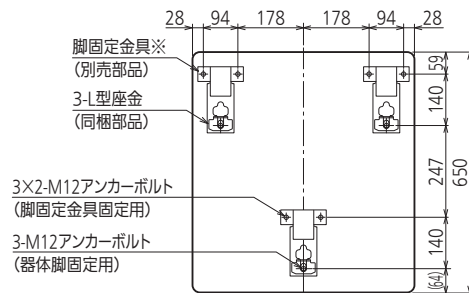 28 94 178 178 94 28
脚固定金具※
(別売部品)
3-L型座金
(同梱部品)
3×2-M12アンカーボルト
(脚固定金具固定用)
3-M12アンカーボルト
(器体脚固定用)
59
140
247
650
140
(64)